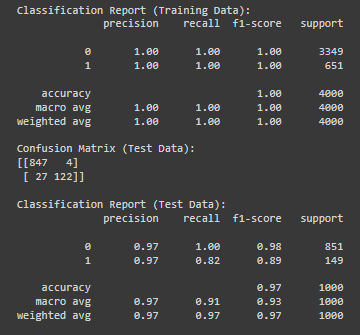 Classification Report (Training Data):
              precision    recall  f1-score   support

           0       1.00      1.00      1.00      3349
           1       1.00      1.00      1.00       651

    accuracy                           1.00      4000
   macro avg       1.00      1.00      1.00      4000
weighted avg       1.00      1.00      1.00      4000

Confusion Matrix (Test Data):
[[847   4]
 [ 27 122]]

Classification Report (Test Data):
              precision    recall  f1-score   support

           0       0.97      1.00      0.98       851
           1       0.97      0.82      0.89       149

    accuracy                           0.97      1000
   macro avg       0.97      0.91      0.93      1000
weighted avg       0.97      0.97      0.97      1000